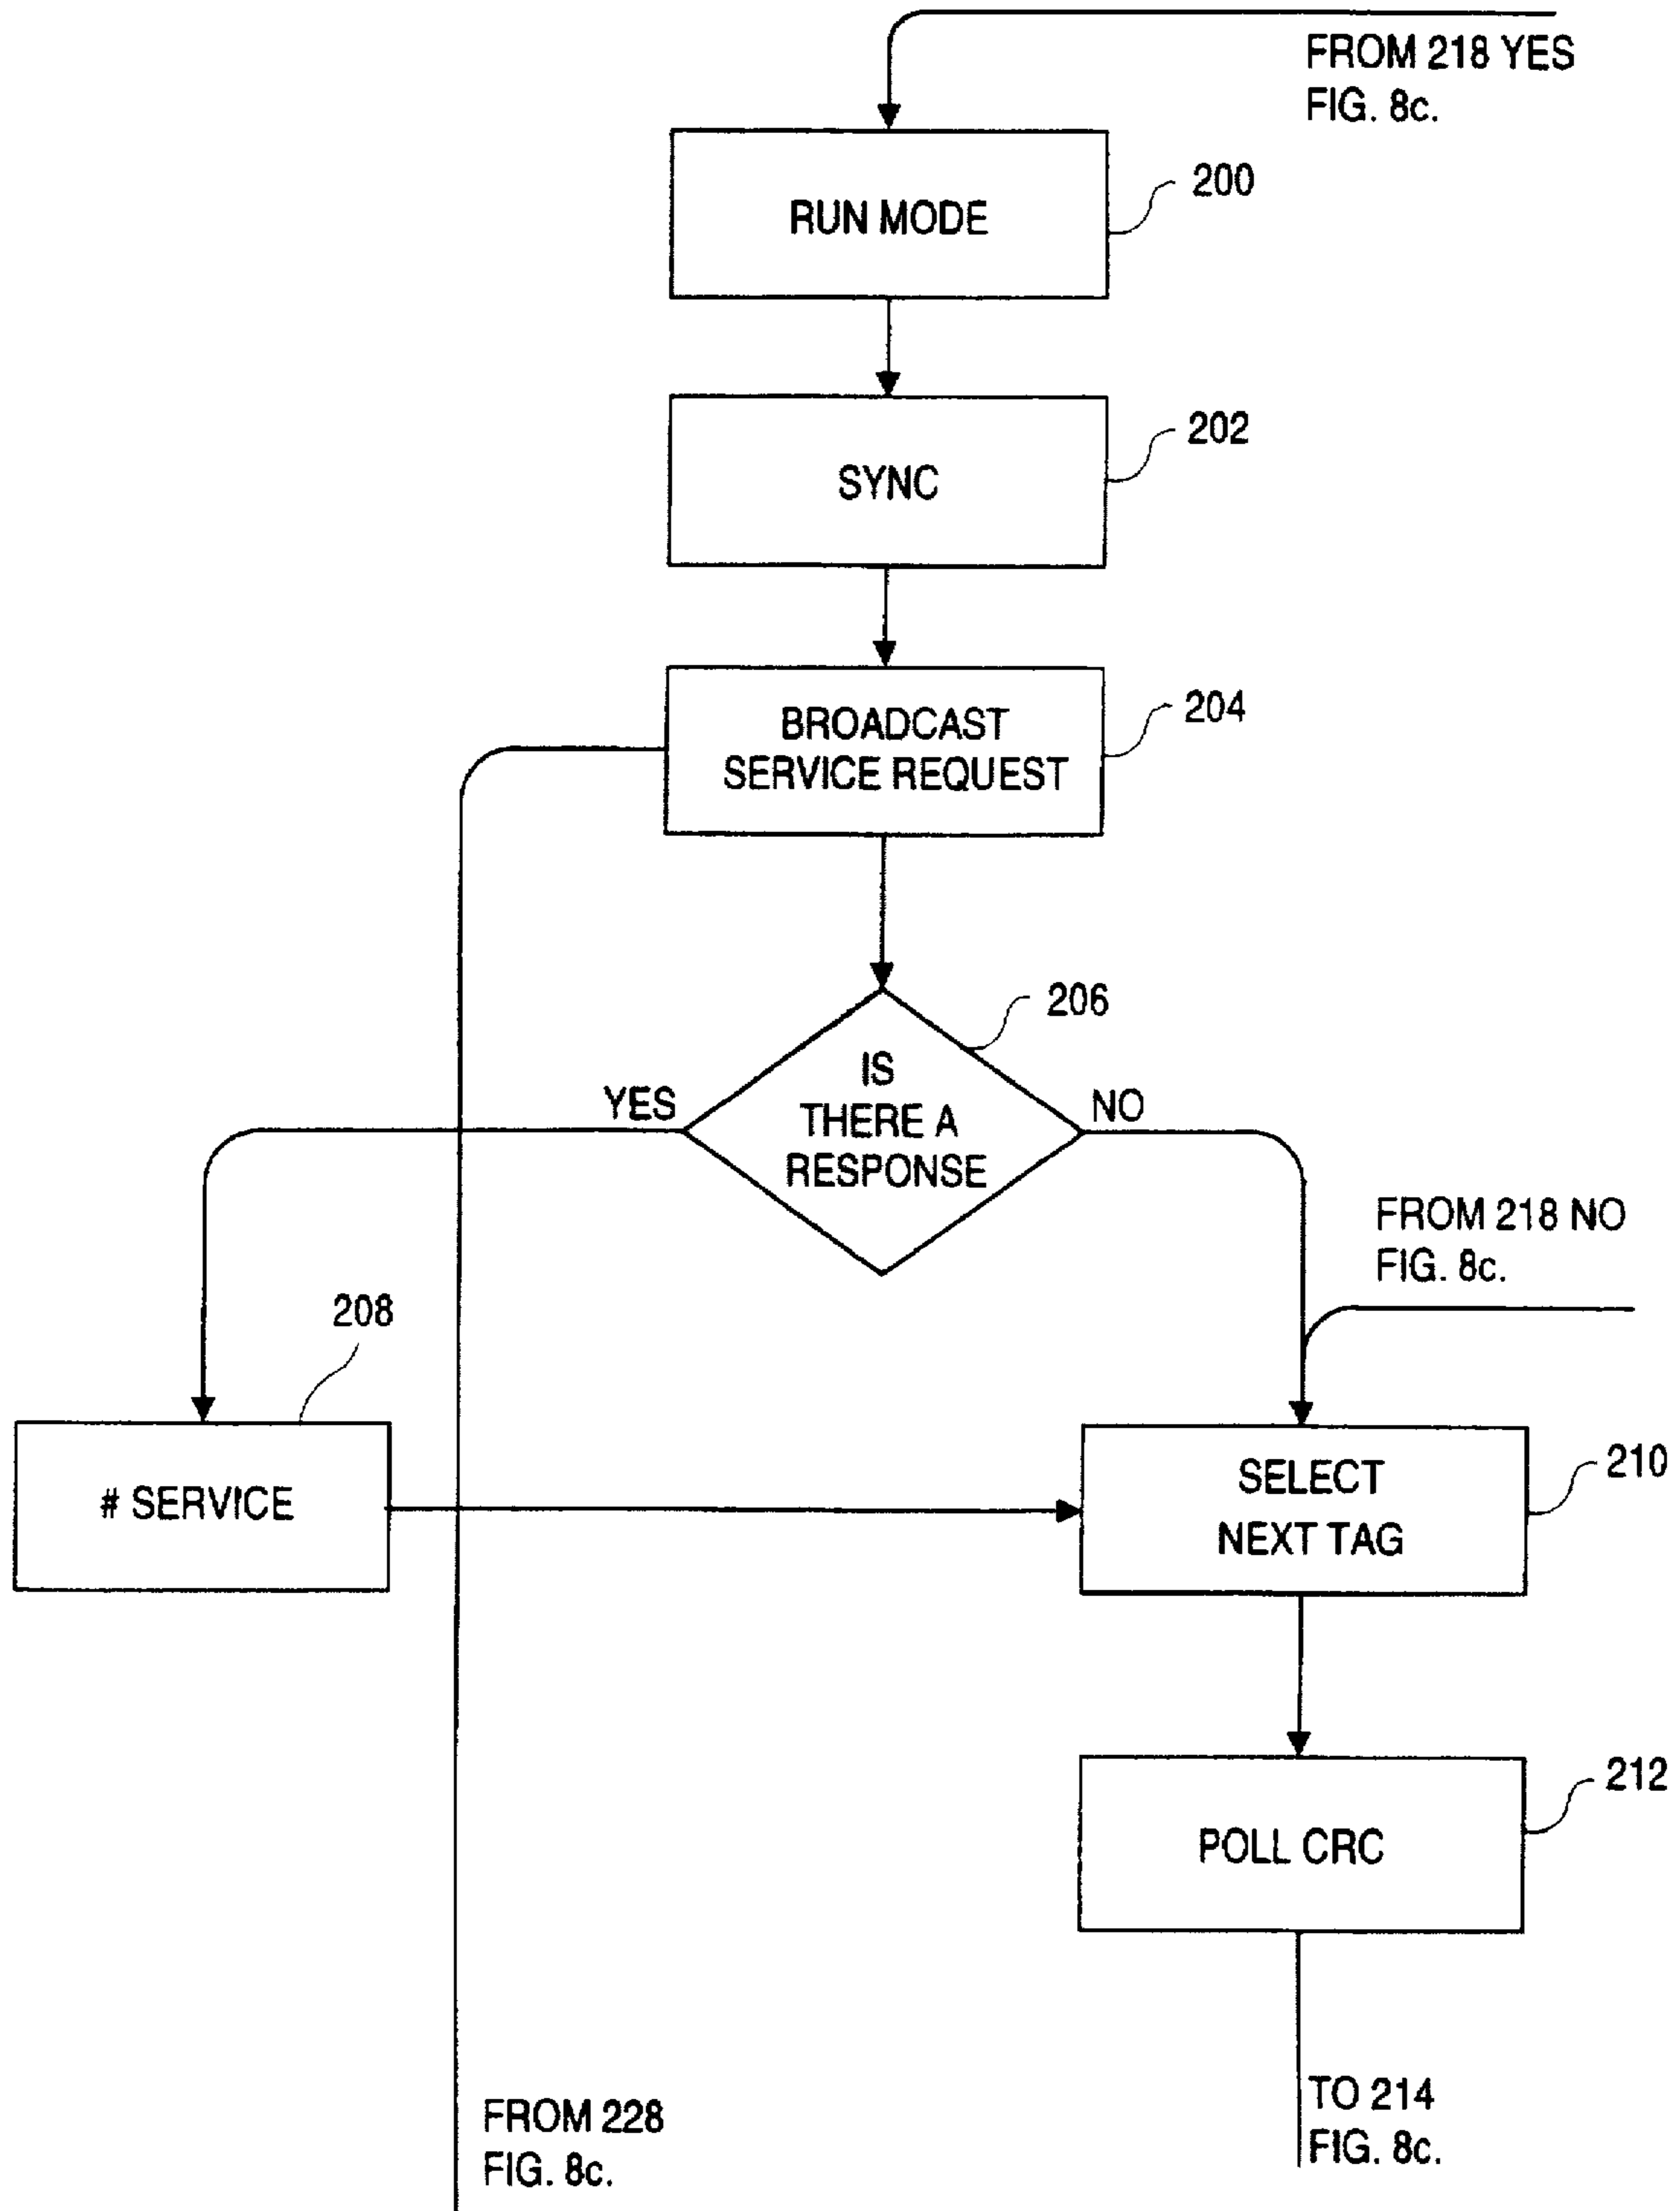 FROM 218 YES
FIG. 8c.
RUN MODE
200
SYNC
202
BROADCAST
SERVICE REQUEST
204
206
IS
THERE A
RESPONSE
YES
NO
FROM 218 NO
FIG. 8c.
208
# SERVICE
SELECT
NEXT TAG
210
POLL CRC
212
FROM 228
FIG. 8c.
TO 214
FIG. 8c.